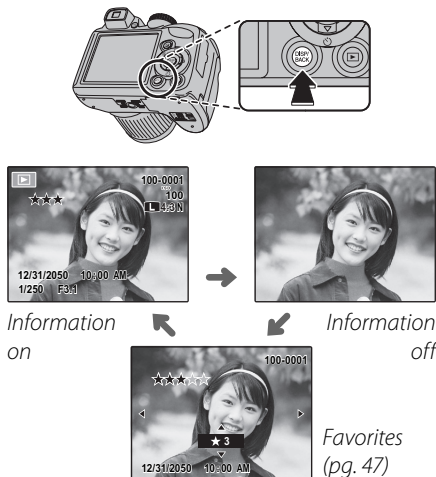 DISP/
BACK
100-0001
ISO
100
★★★
L 4:3 N
12/31/2050 10:00 AM
1/250 F3.1
Information
on
Information
off
100-0001
★★★☆☆
★ 3
12/31/2050 10:00 AM
Favorites
(pg. 47)